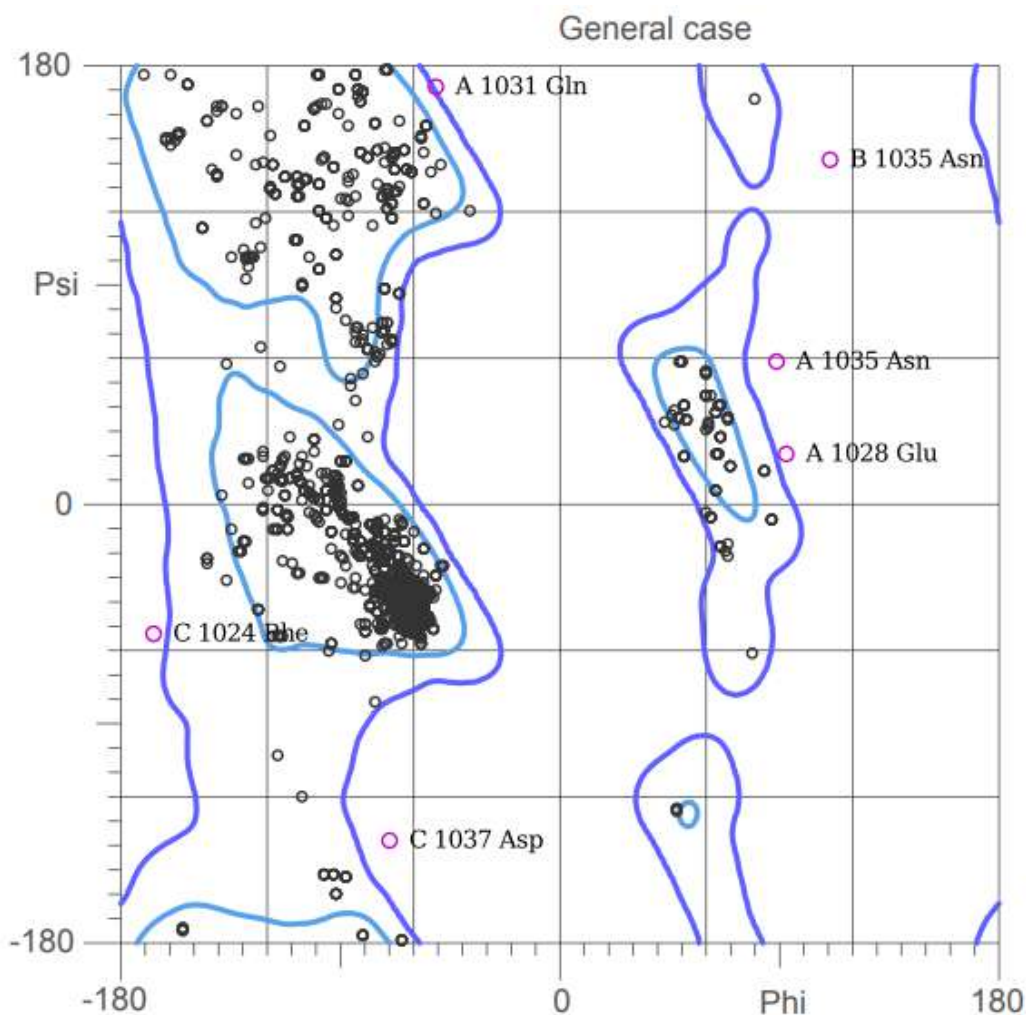 General case
180
A 1031 Gln
B 1035 Asn
Psi
A 1035 Asn
A 1028 Glu
0
C 1024 Phe
C 1037 Asp
-180
-180
0
Phi
180